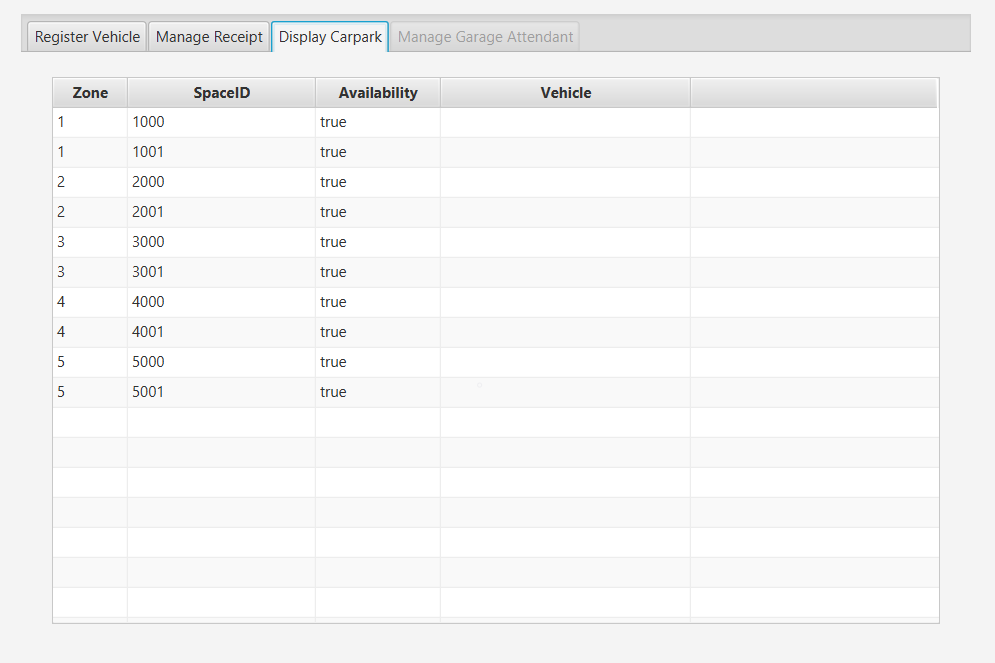 Register Vehicle Manage Receipt Display Carpark Manage Garage Attendant
Zone SpaceID Availability Vehicle
1 1000 true
1 1001 true
2 2000 true
2 2001 true
3 3000 true
3 3001 true
4 4000 true
4 4001 true
5 5000 true
5 5001 true